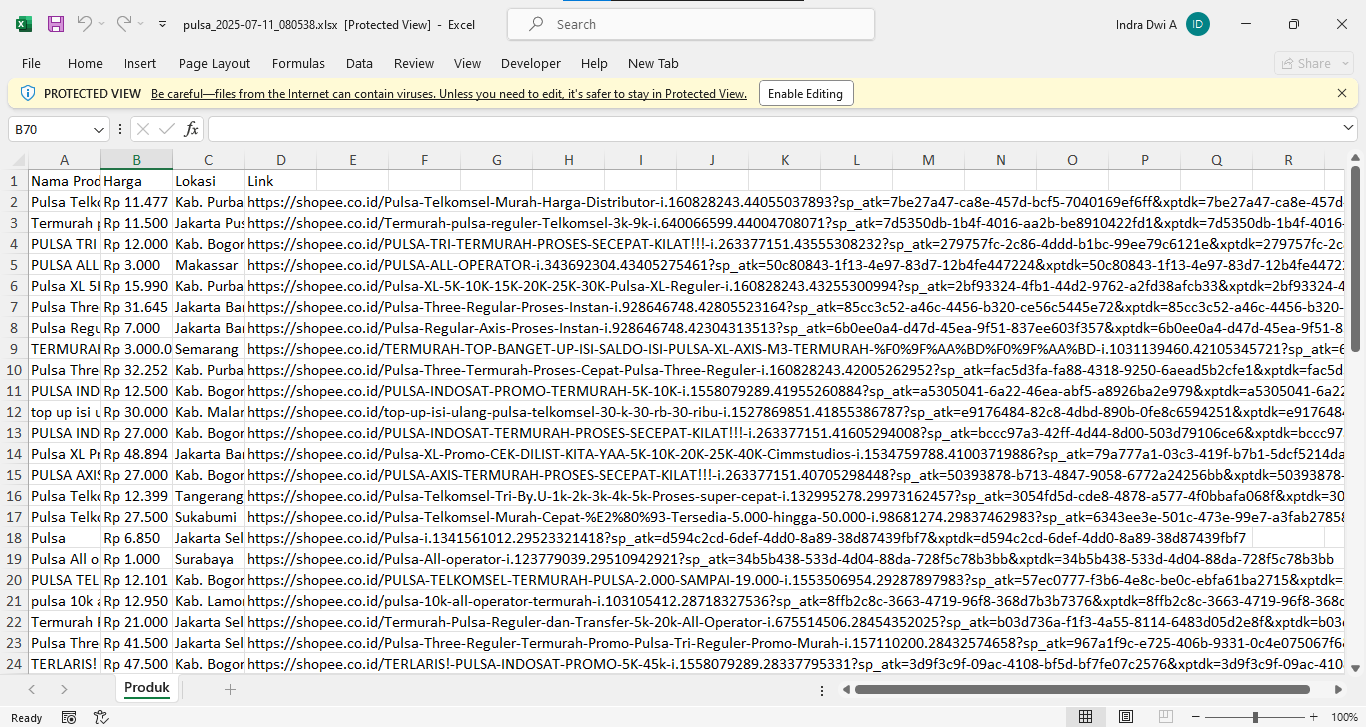 pulsa_2025-07-11_080538.xlsx [Protected View] - Excel
Search
Indra Dwi A ID
File Home Insert Page Layout Formulas Data Review View Developer Help New Tab Share
PROTECTED VIEW Be careful—files from the Internet can contain viruses. Unless you need to edit, it's safer to stay in Protected View. Enable Editing
B70 fx
A B C D E F G H I J K L M N O P Q R
1 Nama Prod Harga Lokasi Link
2 Pulsa Telko Rp 11.477 Kab. Purba https://shopee.co.id/Pulsa-Telkomsel-Murah-Harga-Distributor-i.160828243.44055037893?sp_atk=7be27a47-ca8e-457d-bcf5-7040169ef6ff&xptdk=7be27a47-ca8e-457d-
3 Termurah p Rp 11.500 Jakarta Pus https://shopee.co.id/Termurah-pulsa-reguler-Telkomsel-3k-9k-i.640066599.44004708071?sp_atk=7d5350db-1b4f-4016-aa2b-be8910422fd1&xptdk=7d5350db-1b4f-4016-
4 PULSA TRI Rp 12.000 Kab. Bogor https://shopee.co.id/PULSA-TRI-TERMURAH-PROSES-SECEPAT-KILAT!!!-i.263377151.43555308232?sp_atk=279757fc-2c86-4ddd-b1bc-99ee79c6121e&xptdk=279757fc-2c
5 PULSA ALL Rp 3.000 Makassar https://shopee.co.id/PULSA-ALL-OPERATOR-i.343692304.43405275461?sp_atk=50c80843-1f13-4e97-83d7-12b4fe447224&xptdk=50c80843-1f13-4e97-83d7-12b4fe4472
6 Pulsa XL 5K Rp 15.990 Kab. Purba https://shopee.co.id/Pulsa-XL-5K-10K-15K-20K-25K-30K-Pulsa-XL-Reguler-i.160828243.43255300994?sp_atk=2bf93324-4fb1-44d2-9762-a2fd38afcb33&xptdk=2bf93324-4
7 Pulsa Thre Rp 31.645 Jakarta Bar https://shopee.co.id/Pulsa-Three-Regular-Proses-Instan-i.928646748.42805523164?sp_atk=85cc3c52-a46c-4456-b320-ce56c5445e72&xptdk=85cc3c52-a46c-4456-b320-
8 Pulsa Regu Rp 7.000 Jakarta Bar https://shopee.co.id/Pulsa-Regular-Axis-Proses-Instan-i.928646748.42304313513?sp_atk=6b0ee0a4-d47d-45ea-9f51-837ee603f357&xptdk=6b0ee0a4-d47d-45ea-9f51-8
9 TERMURAH Rp 3.000.0 Semarang https://shopee.co.id/TERMURAH-TOP-BANGET-UP-ISI-SALDO-ISI-PULSA-XL-AXIS-M3-TERMURAH-%F0%9F%AA%BD%F0%9F%AA%BD-i.1031139460.42105345721?sp_atk=6
10 Pulsa Thre Rp 32.252 Kab. Purba https://shopee.co.id/Pulsa-Three-Termurah-Proses-Cepat-Pulsa-Three-Reguler-i.160828243.42005262952?sp_atk=fac5d3fa-fa88-4318-9250-6aead5b2cfe1&xptdk=fac5d
11 PULSA IND Rp 12.500 Kab. Bogor https://shopee.co.id/PULSA-INDOSAT-PROMO-TERMURAH-5K-10K-i.1558079289.41955260884?sp_atk=a5305041-6a22-46ea-abf5-a8926ba2e979&xptdk=a5305041-6a22
12 top up isi u Rp 30.000 Kab. Malar https://shopee.co.id/top-up-isi-ulang-pulsa-telkomsel-30-k-30-rb-30-ribu-i.1527869851.41855386787?sp_atk=e9176484-82c8-4dbd-890b-0fe8c6594251&xptdk=e917648
13 PULSA IND Rp 27.000 Kab. Bogor https://shopee.co.id/PULSA-INDOSAT-TERMURAH-PROSES-SECEPAT-KILAT!!!-i.263377151.41605294008?sp_atk=bccc97a3-42ff-4d44-8d00-503d79106ce6&xptdk=bccc97
14 Pulsa XL Pr Rp 48.894 Jakarta Bar https://shopee.co.id/Pulsa-XL-Promo-CEK-DILIST-KITA-YAA-5K-10K-20K-25K-40K-Cimmstudios-i.1534759788.41003719886?sp_atk=79a777a1-03c3-419f-b7b1-5dcf5214da
15 PULSA AXIS Rp 27.000 Kab. Bogor https://shopee.co.id/PULSA-AXIS-TERMURAH-PROSES-SECEPAT-KILAT!!!-i.263377151.40705298448?sp_atk=50393878-b713-4847-9058-6772a24256bb&xptdk=50393878-
16 Pulsa Telko Rp 12.399 Tangerang https://shopee.co.id/Pulsa-Telkomsel-Tri-By.U-1k-2k-3k-4k-5k-Proses-super-cepat-i.132995278.29973162457?sp_atk=3054fd5d-cde8-4878-a577-4f0bbafa068f&xptdk=30
17 Pulsa Telko Rp 27.500 Sukabumi https://shopee.co.id/Pulsa-Telkomsel-Murah-Cepat-%E2%80%93-Tersedia-5.000-hingga-50.000-i.98681274.29837462983?sp_atk=6343ee3e-501c-473e-99e7-a3fab27858
18 Pulsa Rp 6.850 Jakarta Sel https://shopee.co.id/Pulsa-i.1341561012.29523321418?sp_atk=d594c2cd-6def-4dd0-8a89-38d87439fbf7&xptdk=d594c2cd-6def-4dd0-8a89-38d87439fbf7
19 Pulsa All o Rp 1.000 Surabaya https://shopee.co.id/Pulsa-All-operator-i.123779039.29510942921?sp_atk=34b5b438-533d-4d04-88da-728f5c78b3bb&xptdk=34b5b438-533d-4d04-88da-728f5c78b3bb
20 PULSA TEL Rp 12.101 Kab. Bogor https://shopee.co.id/PULSA-TELKOMSEL-TERMURAH-PULSA-2.000-SAMPAI-19.000-i.1553506954.29287897983?sp_atk=57ec0777-f3b6-4e8c-be0c-ebfa61ba2715&xptdk=
21 pulsa 10k a Rp 12.950 Kab. Lamo https://shopee.co.id/pulsa-10k-all-operator-termurah-i.103105412.28718327536?sp_atk=8ffb2c8c-3663-4719-96f8-368d7b3b7376&xptdk=8ffb2c8c-3663-4719-96f8-368d
22 Termurah Rp 21.000 Jakarta Sel https://shopee.co.id/Termurah-Pulsa-Reguler-dan-Transfer-5k-20k-All-Operator-i.675514506.28454352025?sp_atk=b03d736a-f1f3-4a55-8114-6483d05d2e8f&xptdk=b03
23 Pulsa Thre Rp 41.500 Jakarta Sel https://shopee.co.id/Pulsa-Three-Reguler-Termurah-Promo-Pulsa-Tri-Reguler-Promo-Murah-i.157110200.28432574658?sp_atk=967a1f9c-e725-406b-9331-0c4e075067f6
24 TERLARIS! Rp 47.500 Kab. Bogor https://shopee.co.id/TERLARIS!-PULSA-INDOSAT-PROMO-5K-45k-i.1558079289.28337795331?sp_atk=3d9f3c9f-09ac-4108-bf5d-bf7fe07c2576&xptdk=3d9f3c9f-09ac-410
Produk
Ready 100%